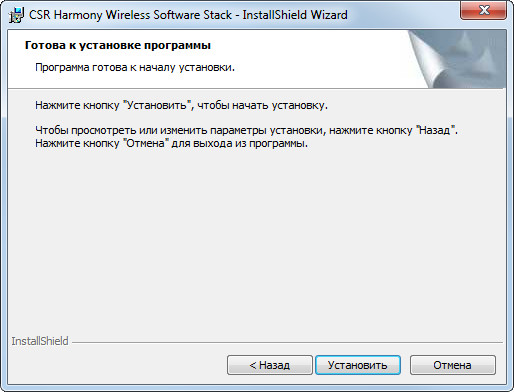 CSR Harmony Wireless Software Stack - InstallShield Wizard
Готова к установке программы
Программа готова к началу установки.
Нажмите кнопку "Установить", чтобы начать установку.
Чтобы просмотреть или изменить параметры установки, нажмите кнопку "Назад".
Нажмите кнопку "Отмена" для выхода из программы.
InstallShield
< Назад
Установить
Отмена